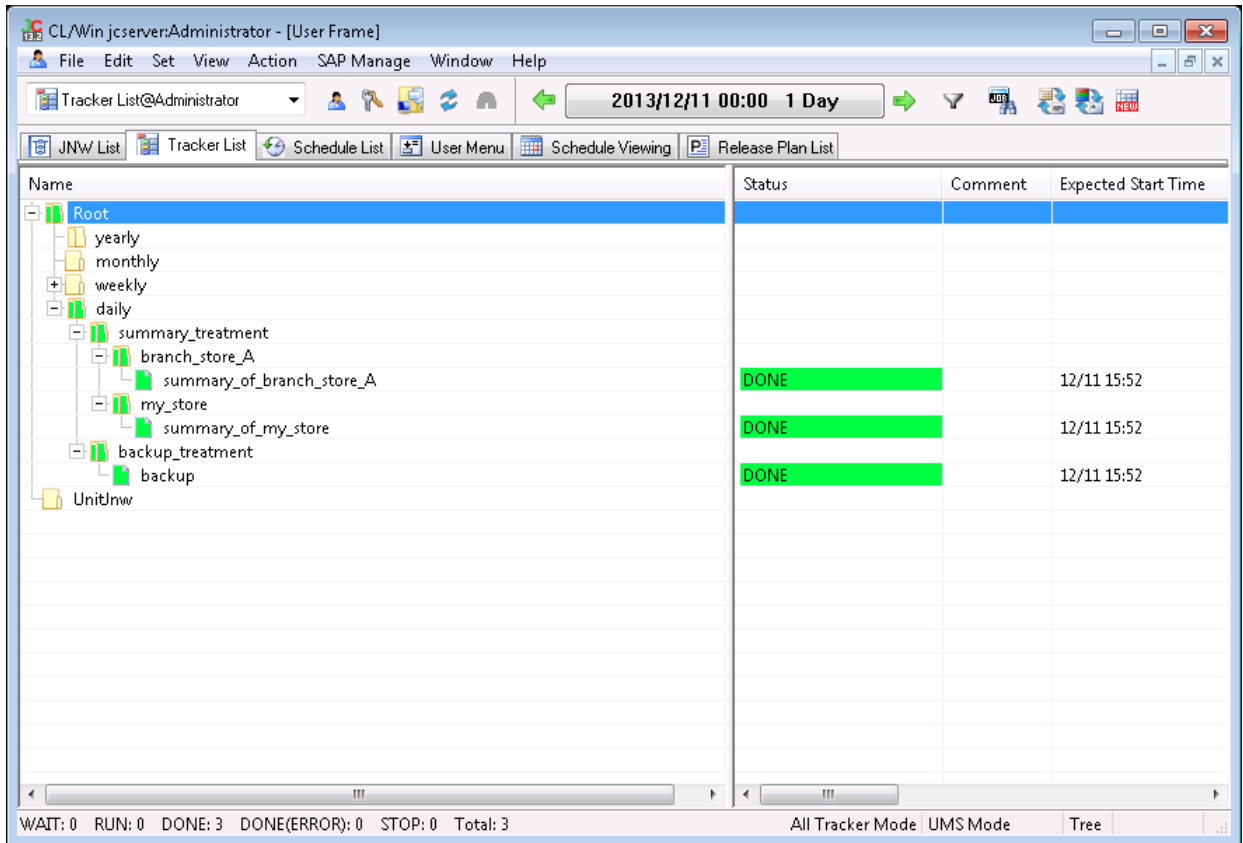 CL/Win jcserver:Administrator - [User Frame]
File Edit Set View Action SAP Manage Window Help
Tracker List@Administrator 2013/12/11 00:00 1 Day
JNW List Tracker List Schedule List User Menu Schedule Viewing Release Plan List
Name Status Comment Expected Start Time
Root
yearly
monthly
weekly
daily
summary_treatment
branch_store_A
summary_of_branch_store_A DONE 12/11 15:52
my_store
summary_of_my_store DONE 12/11 15:52
backup_treatment
backup DONE 12/11 15:52
UnitJnw
WAIT: 0 RUN: 0 DONE: 3 DONE(ERROR): 0 STOP: 0 Total: 3 All Tracker Mode UMS Mode Tree